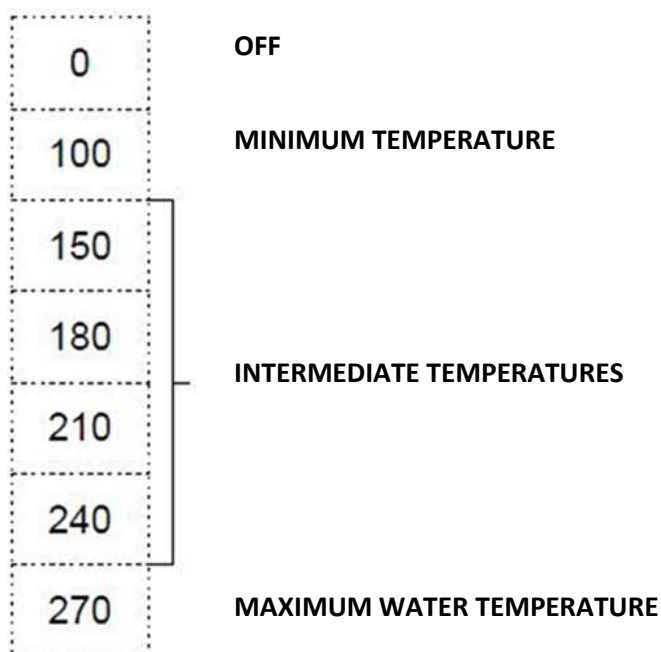 0 OFF
100 MINIMUM TEMPERATURE
150
180
INTERMEDIATE TEMPERATURES
210
240
270 MAXIMUM WATER TEMPERATURE